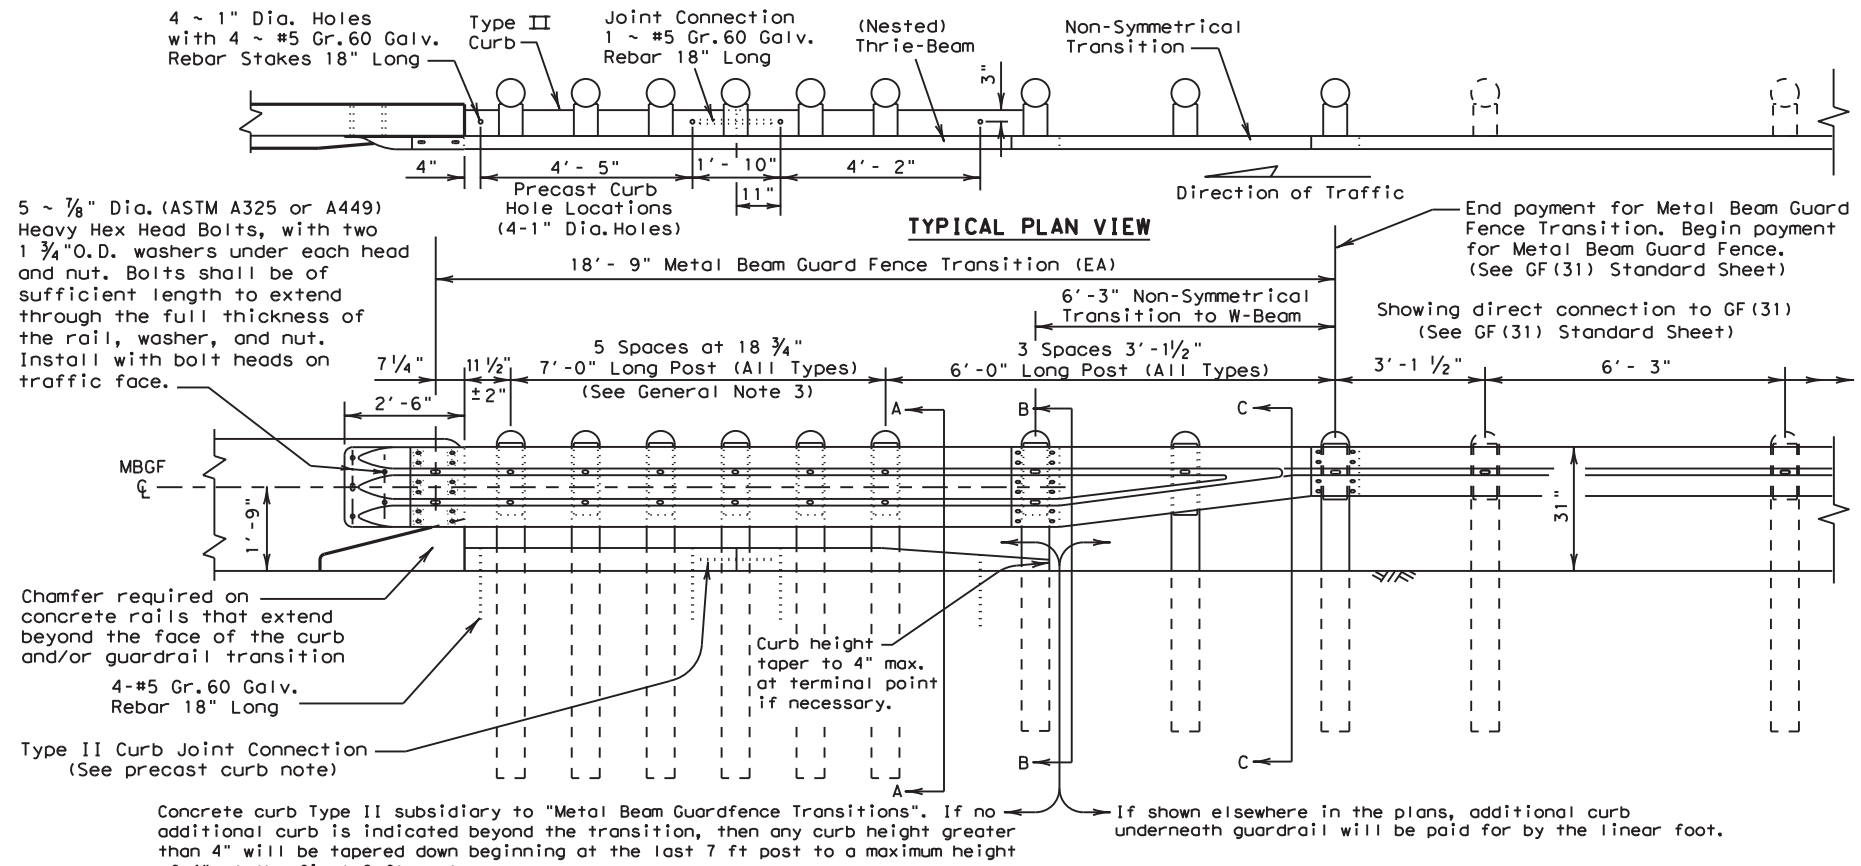 4 ~ 1" Dia. Holes
with 4 ~ #5 Gr.60 Galv.
Rebar Stakes 18" Long
Type II
Curb
Joint Connection
1 ~ #5 Gr.60 Galv.
Rebar 18" Long
(Nested)
Thrie-Beam
Non-Symmetrical
Transition
3"
4"
4'- 5"
1'- 10"
4'- 2"
11"
Precast Curb
Hole Locations
(4-1" Dia.Holes)
Direction of Traffic
TYPICAL PLAN VIEW
5 ~ 7/8" Dia.(ASTM A325 or A449)
Heavy Hex Head Bolts, with two
1 3/4"O.D. washers under each head
and nut. Bolts shall be of
sufficient length to extend
through the full thickness of
the rail, washer, and nut.
Install with bolt heads on
traffic face.
End payment for Metal Beam Guard
Fence Transition. Begin payment
for Metal Beam Guard Fence.
(See GF(31) Standard Sheet)
18'- 9" Metal Beam Guard Fence Transition (EA)
6'-3" Non-Symmetrical
Transition to W-Beam
Showing direct connection to GF(31)
(See GF(31) Standard Sheet)
7 1/4"
11 1/2"
±2"
5 Spaces at 18 3/4"
7'-0" Long Post (All Types)
(See General Note 3)
3 Spaces 3'-1 1/2"
6'-0" Long Post (All Types)
3'-1 1/2"
6'- 3"
2'-6"
A
B
C
MBGF
℄
1'-9"
31"
Chamfer required on
concrete rails that extend
beyond the face of the curb
and/or guardrail transition
4-#5 Gr.60 Galv.
Rebar 18" Long
Curb height
taper to 4" max.
at terminal point
if necessary.
Type II Curb Joint Connection
(See precast curb note)
B
C
A
Concrete curb Type II subsidiary to "Metal Beam Guardfence Transitions". If no
additional curb is indicated beyond the transition, then any curb height greater
than 4" will be tapered down beginning at the last 7 ft post to a maximum height
If shown elsewhere in the plans, additional curb
underneath guardrail will be paid for by the linear foot.